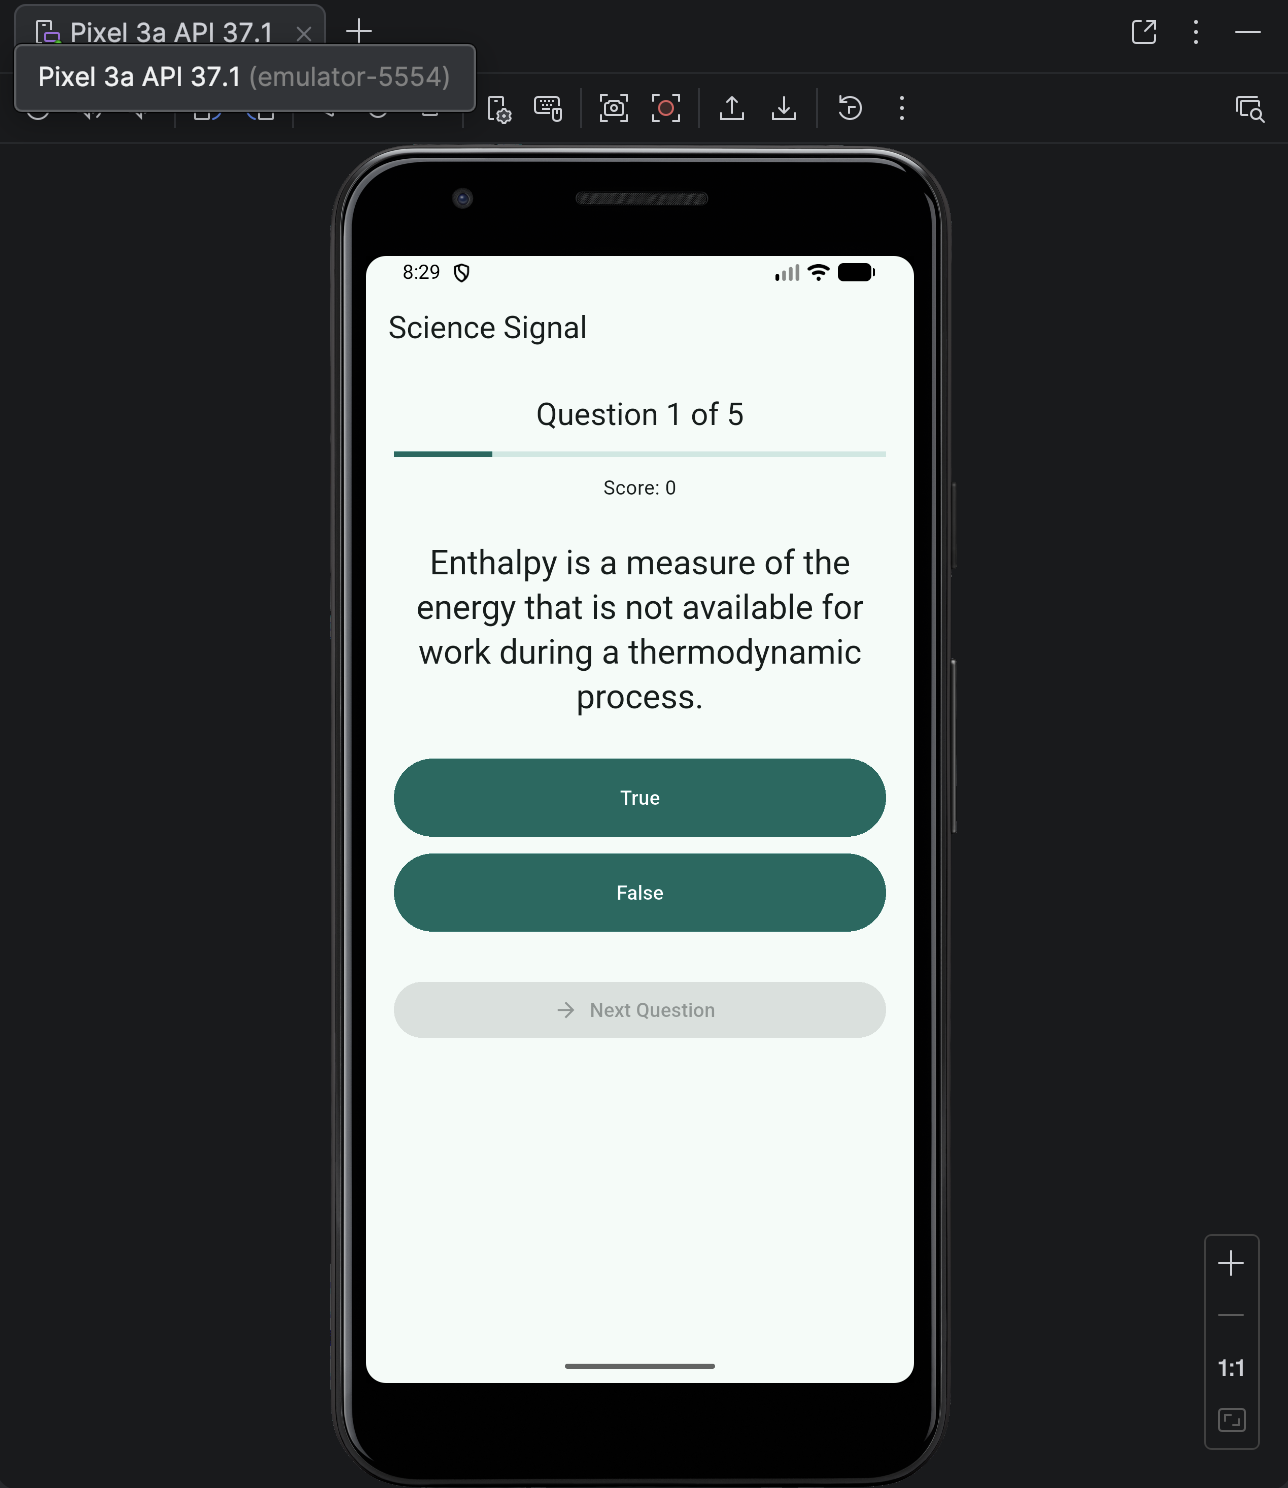 Pixel 3a API 37.1
Pixel 3a API 37.1 (emulator-5554)
8:29
Science Signal
Question 1 of 5
Score: 0
Enthalpy is a measure of the
energy that is not available for
work during a thermodynamic
process.
True
False
Next Question
1:1